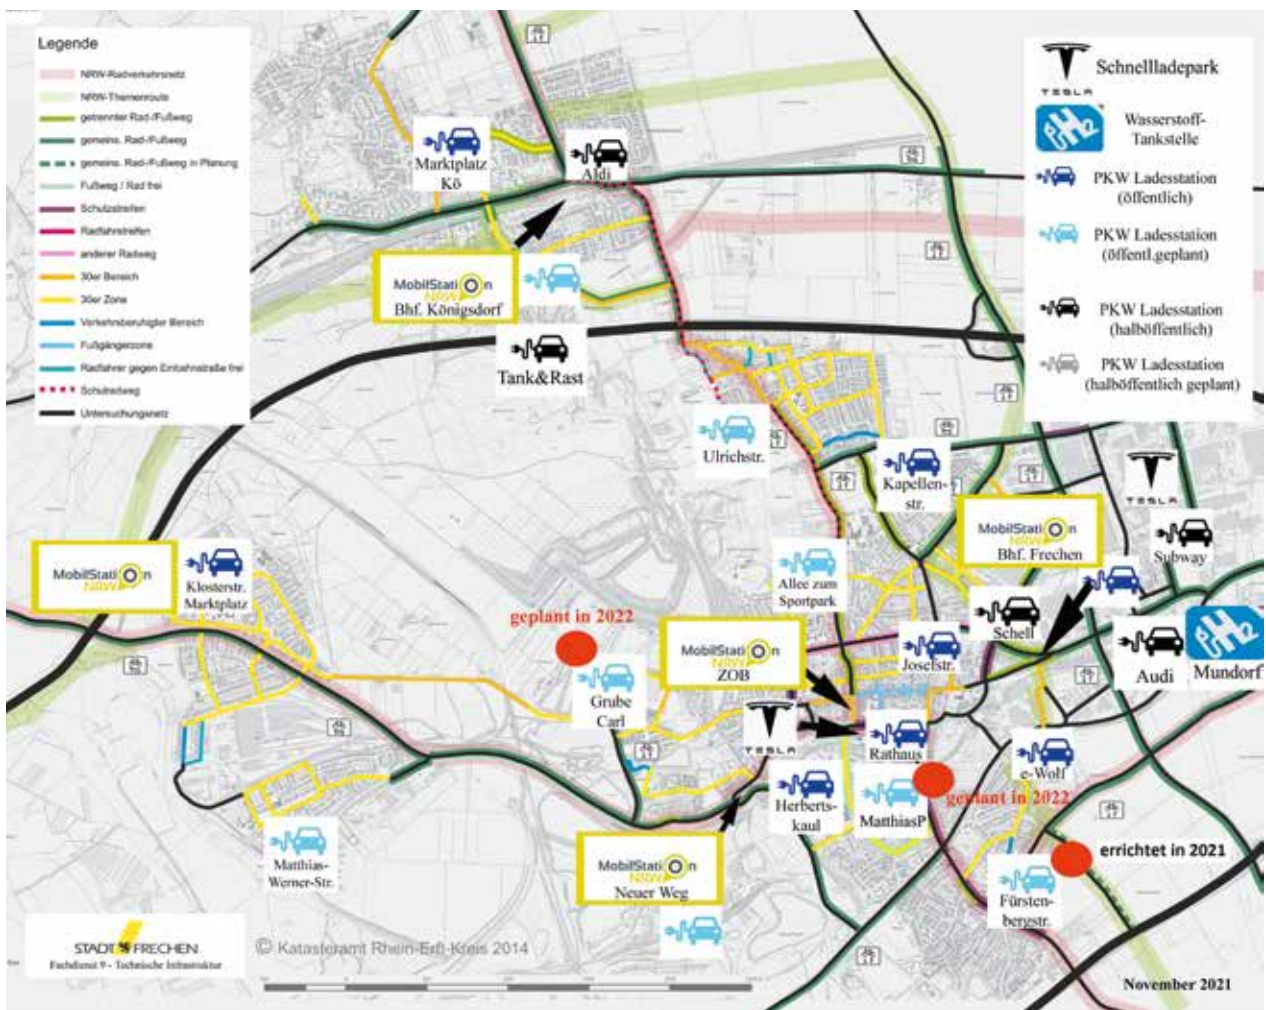 Legende
NRW-Radverkehrsnetz
NRW-Themenroute
getrennter Rad-/Fußweg
gemeins. Rad-/Fußweg
gemeins. Rad-/Fußweg in Planung
Fußweg / Rad frei
Schutzstreifen
Radfahrstreifen
anderer Radweg
30er Bereich
30er Zone
Verkehrsberuhigter Bereich
Fußgängerzone
Radfahrer gegen Einbahnstraße frei
Schulradweg
Untersuchungsnetz
TESLA
Schnellladepark
H2
Wasserstoff-
Tankstelle
PKW Ladesstation
(öffentlich)
PKW Ladesstation
(öffentl.geplant)
PKW Ladesstation
(halböffentlich)
PKW Ladesstation
(halböffentlich geplant)
Marktplatz
Kö
Aldi
MobilStation
NRW
Bhf. Königsdorf
Tank&Rast
Ulrichstr.
Kapellen-
str.
TESLA
MobilStation
NRW
Bhf. Frechen
Subway
MobilStation
NRW
Klosterstr.
Marktplatz
Allee zum
Sportpark
geplant in 2022
Schell
MobilStation
NRW
ZOB
Josefstr.
Audi
H2
Mundorf
Grube
Carl
TESLA
Rathaus
e-Wolf
geplant in 2022
Herberts-
kaul
MatthiasP
errichtet in 2021
Matthias-
Werner-Str.
MobilStation
NRW
Neuer Weg
Fürsten-
bergstr.
STADT FRECHEN
Fachdienst 9 - Technische Infrastruktur
© Katasteramt Rhein-Erft-Kreis 2014
November 2021